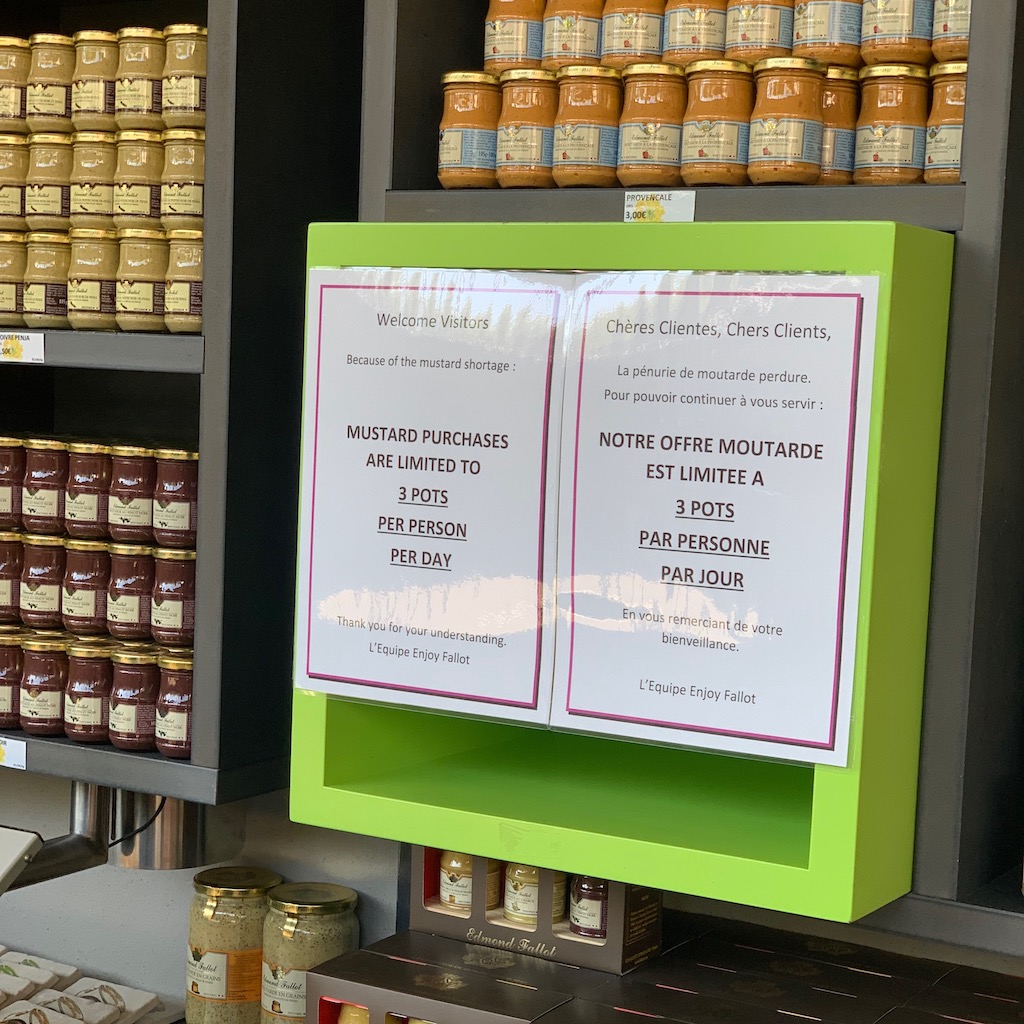 PROVENCALE
3,00€
Welcome Visitors
Because of the mustard shortage :
MUSTARD PURCHASES
ARE LIMITED TO
3 POTS
PER PERSON
PER DAY
Thank you for your understanding.
L'Equipe Enjoy Fallot
Chères Clientes, Chers Clients,
La pénurie de moutarde perdure.
Pour pouvoir continuer à vous servir :
NOTRE OFFRE MOUTARDE
EST LIMITEE A
3 POTS
PAR PERSONNE
PAR JOUR
En vous remerciant de votre
bienveillance.
L'Equipe Enjoy Fallot
Edmond Fallot